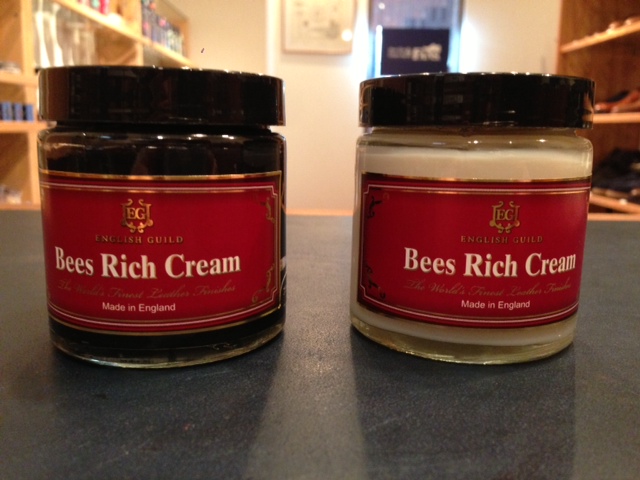 EG
ENGLISH GUILD
Bees Rich Cream
The World's Finest Leather Finishes
Made in England
EG
ENGLISH GUILD
Bees Rich Cream
The World's Finest Leather Finishes
Made in England